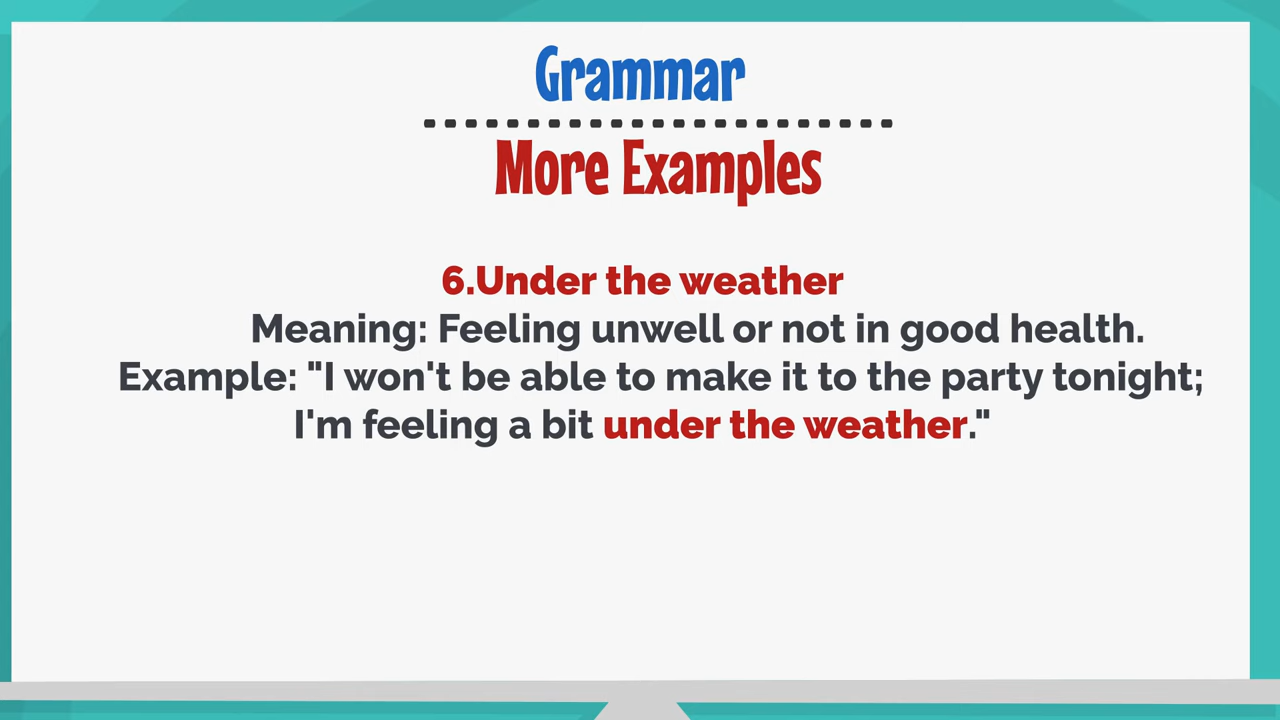 Grammar
More Examples
6.Under the weather
Meaning: Feeling unwell or not in good health.
Example: "I won't be able to make it to the party tonight;
I'm feeling a bit under the weather."